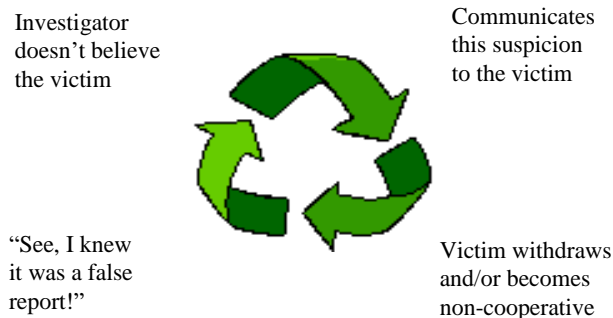 Investigator
doesn’t believe
the victim
Communicates
this suspicion
to the victim
“See, I knew
it was a false
report!”
Victim withdraws
and/or becomes
non-cooperative